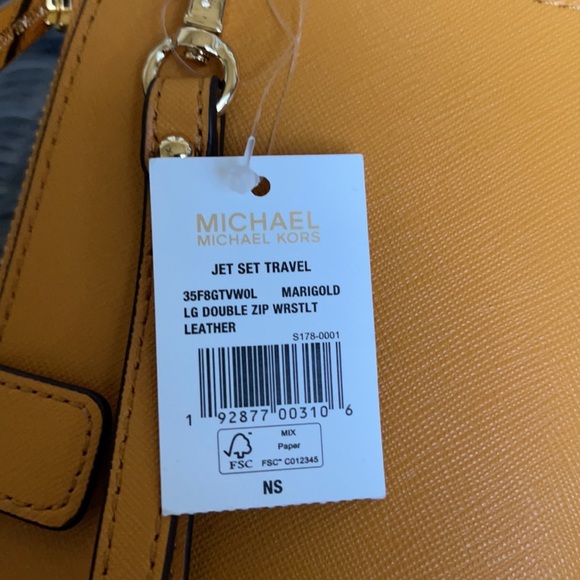 MICHAEL
MICHAEL KORS
JET SET TRAVEL
35F8GTVW0L MARIGOLD
LG DOUBLE ZIP WRSTLT
LEATHER
S178-0001
1 92877 00310 6
FSC
MIX
Paper
FSC™ C012345
NS